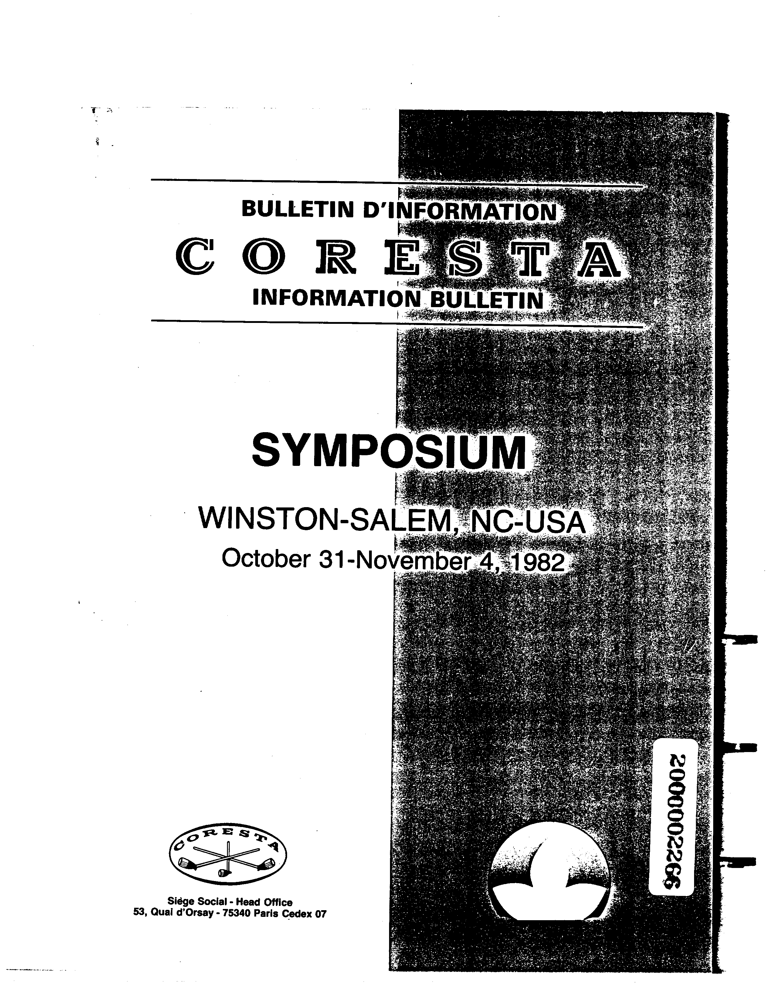 BULLETIN D'INFORMATION
CORESTA
INFORMATION BULLETIN
SYMPOSIUM
WINSTON-SALEM, NC-USA
October 31-November 4, 1982
2000002266
CORESTA
Siége Social - Head Office
53, Quai d'Orsay - 75340 Paris Cedex 07